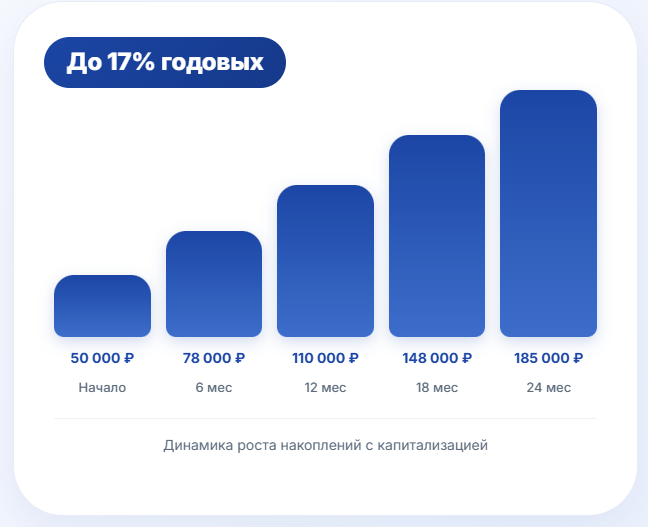 До 17% годовых
50 000 ₽
78 000 ₽
110 000 ₽
148 000 ₽
185 000 ₽
Начало
6 мес
12 мес
18 мес
24 мес
Динамика роста накоплений с капитализацией